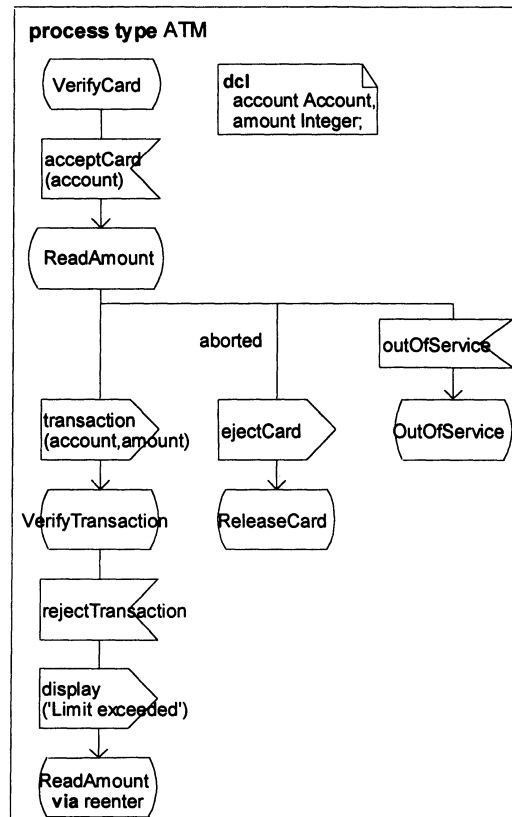 process type ATM
VerifyCard
dcl
account Account,
amount Integer;
acceptCard
(account)
ReadAmount
aborted
outOfService
transaction
(account,amount)
ejectCard
OutOfService
VerifyTransaction
ReleaseCard
rejectTransaction
display
('Limit exceeded')
ReadAmount
via reenter